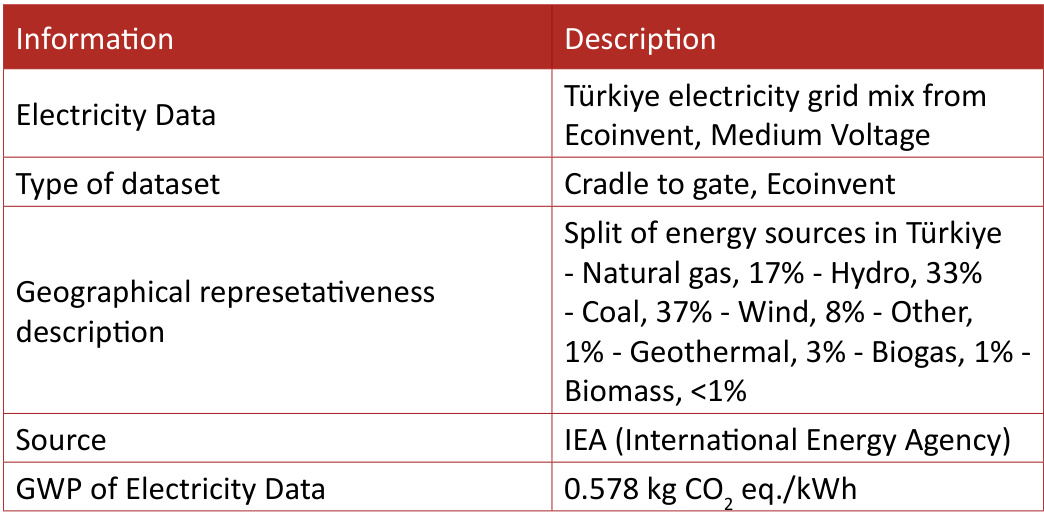 Information
Description
Electricity Data
Türkiye electricity grid mix from
Ecoinvent, Medium Voltage
Type of dataset
Cradle to gate, Ecoinvent
Geographical represetativeness
description
Split of energy sources in Türkiye
- Natural gas, 17% - Hydro, 33%
- Coal, 37% - Wind, 8% - Other,
1% - Geothermal, 3% - Biogas, 1% -
Biomass, <1%
Source
IEA (International Energy Agency)
GWP of Electricity Data
0.578 kg CO₂ eq./kWh